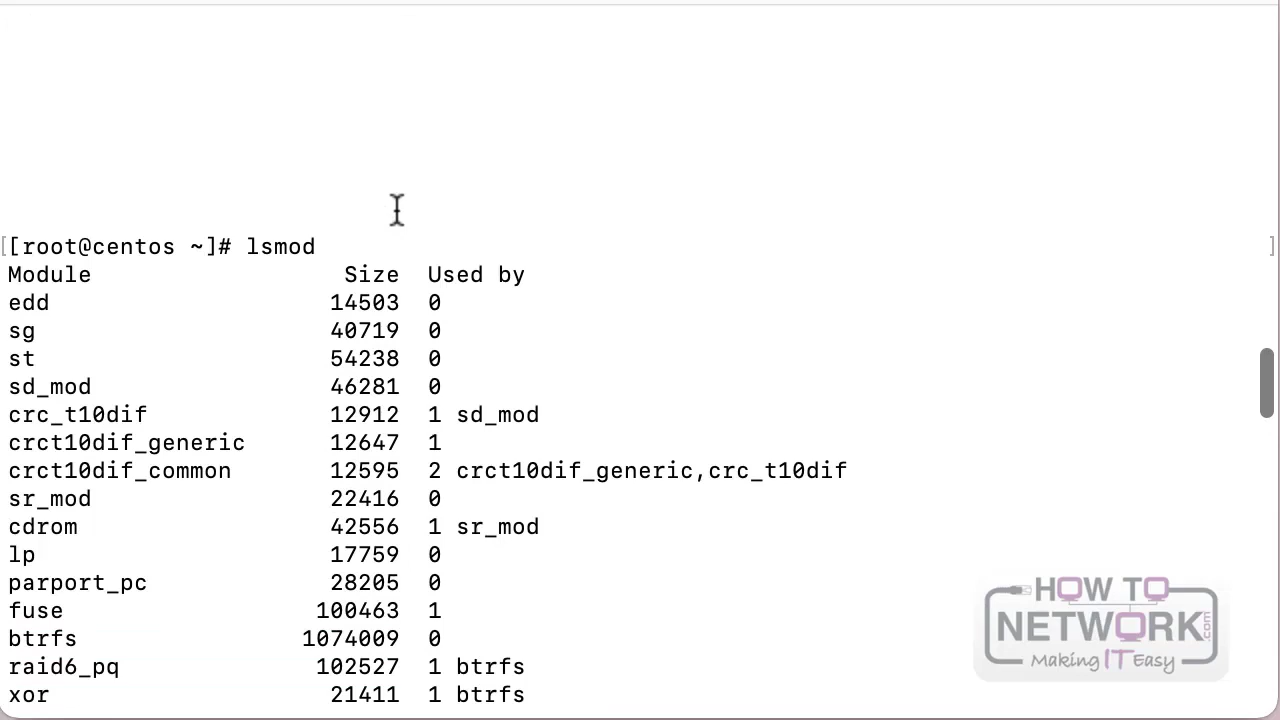 [[root@centos ~]# lsmod ]
Module Size Used by
edd 14503 0
sg 40719 0
st 54238 0
sd_mod 46281 0
crc_t10dif 12912 1 sd_mod
crct10dif_generic 12647 1
crct10dif_common 12595 2 crct10dif_generic,crc_t10dif
sr_mod 22416 0
cdrom 42556 1 sr_mod
lp 17759 0
parport_pc 28205 0
fuse 100463 1
btrfs 1074009 0
raid6_pq 102527 1 btrfs
xor 21411 1 btrfs
HOW TO
NETWORK.com
Making IT Easy